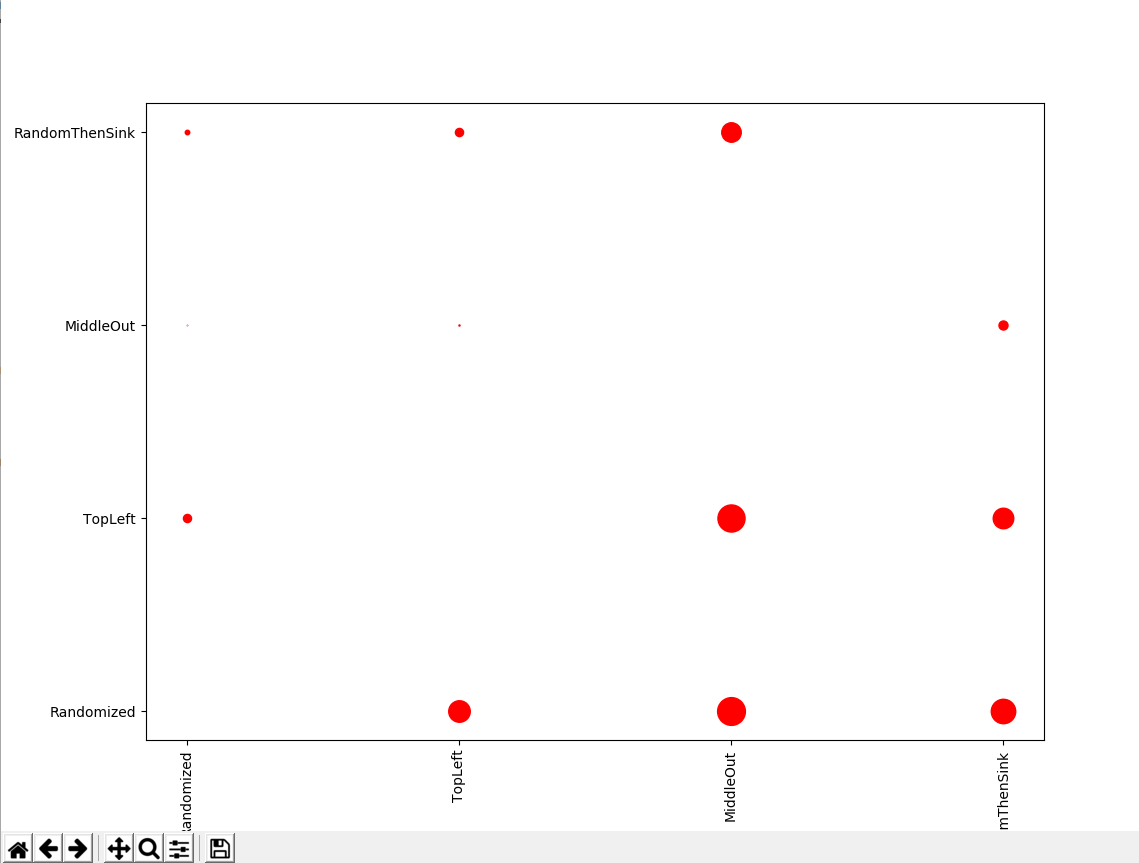 RandomThenSink
MiddleOut
TopLeft
Randomized
andomized
TopLeft
MiddleOut
mThenSink